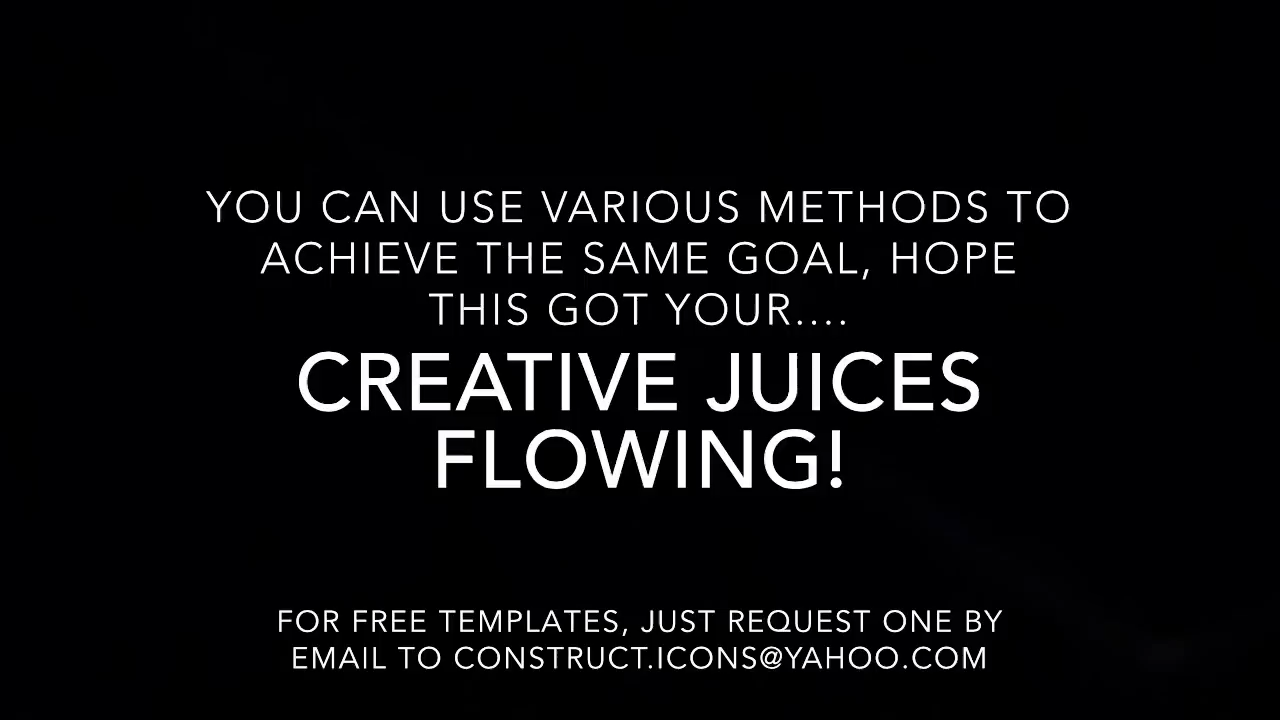 YOU CAN USE VARIOUS METHODS TO
ACHIEVE THE SAME GOAL, HOPE
THIS GOT YOUR....
CREATIVE JUICES
FLOWING!
FOR FREE TEMPLATES, JUST REQUEST ONE BY
EMAIL TO CONSTRUCT.ICONS@YAHOO.COM